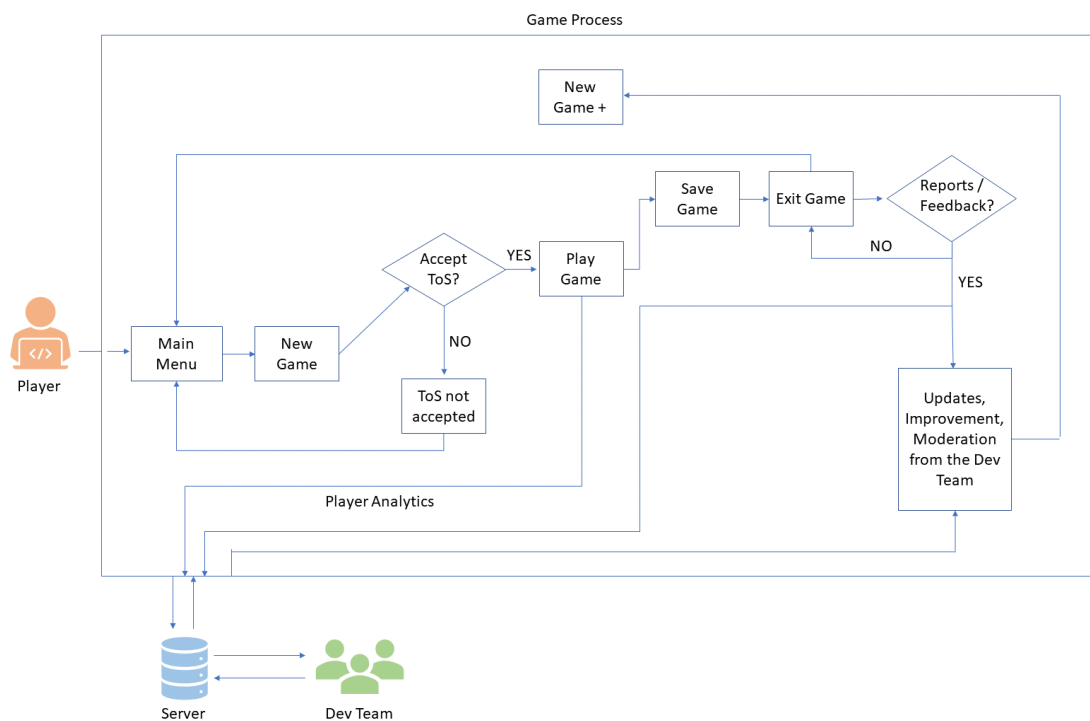 Game Process
New
Game +
Save
Game
Exit Game
Reports /
Feedback?
NO
YES
Accept
ToS?
YES
Play
Game
NO
Main
Menu
New
Game
ToS not
accepted
Player
Updates,
Improvement,
Moderation
from the Dev
Team
Player Analytics
Server
Dev Team